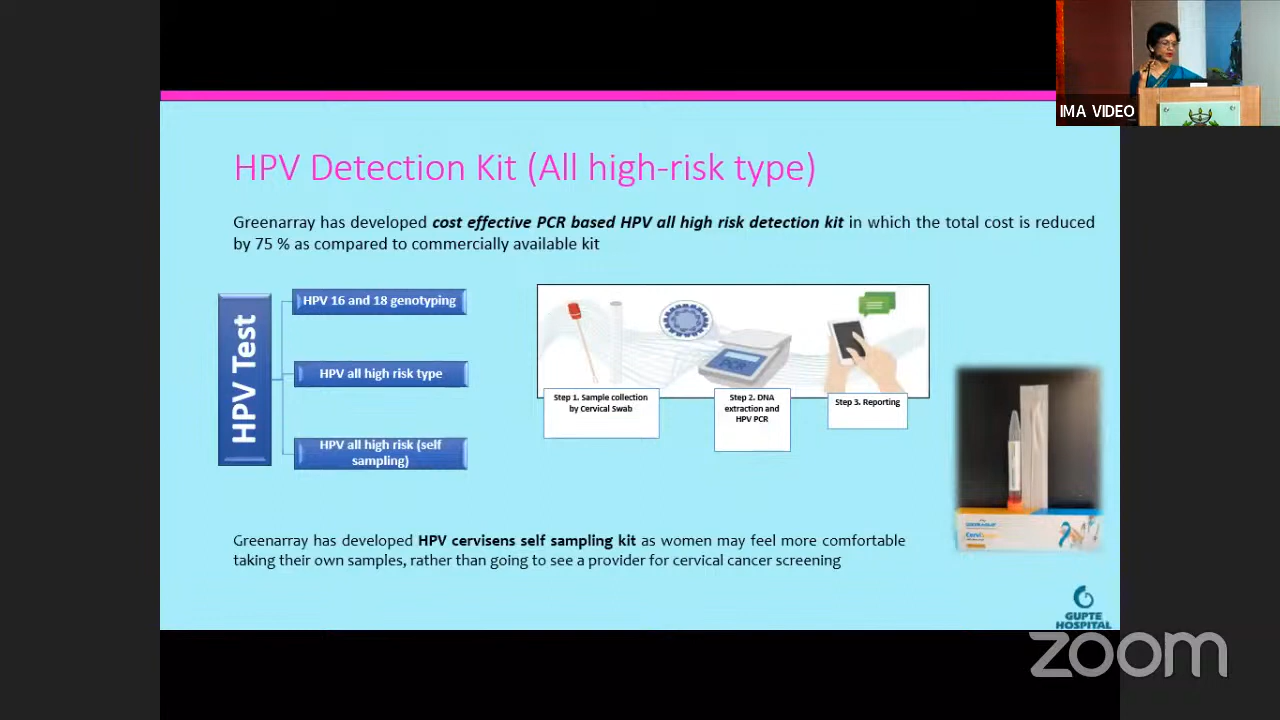 IMA VIDEO
HPV Detection Kit (All high-risk type)
Greenarray has developed cost effective PCR based HPV all high risk detection kit in which the total cost is reduced
by 75 % as compared to commercially available kit
HPV Test
HPV 16 and 18 genotyping
HPV all high risk type
HPV all high risk (self
sampling)
PCR
Step 1. Sample collection
by Cervical Swab
Step 2. DNA
extraction and
HPV PCR
Step 3. Reporting
Greenarray has developed HPV cervisens self sampling kit as women may feel more comfortable
taking their own samples, rather than going to see a provider for cervical cancer screening
GUPTE
HOSPITAL
zoom